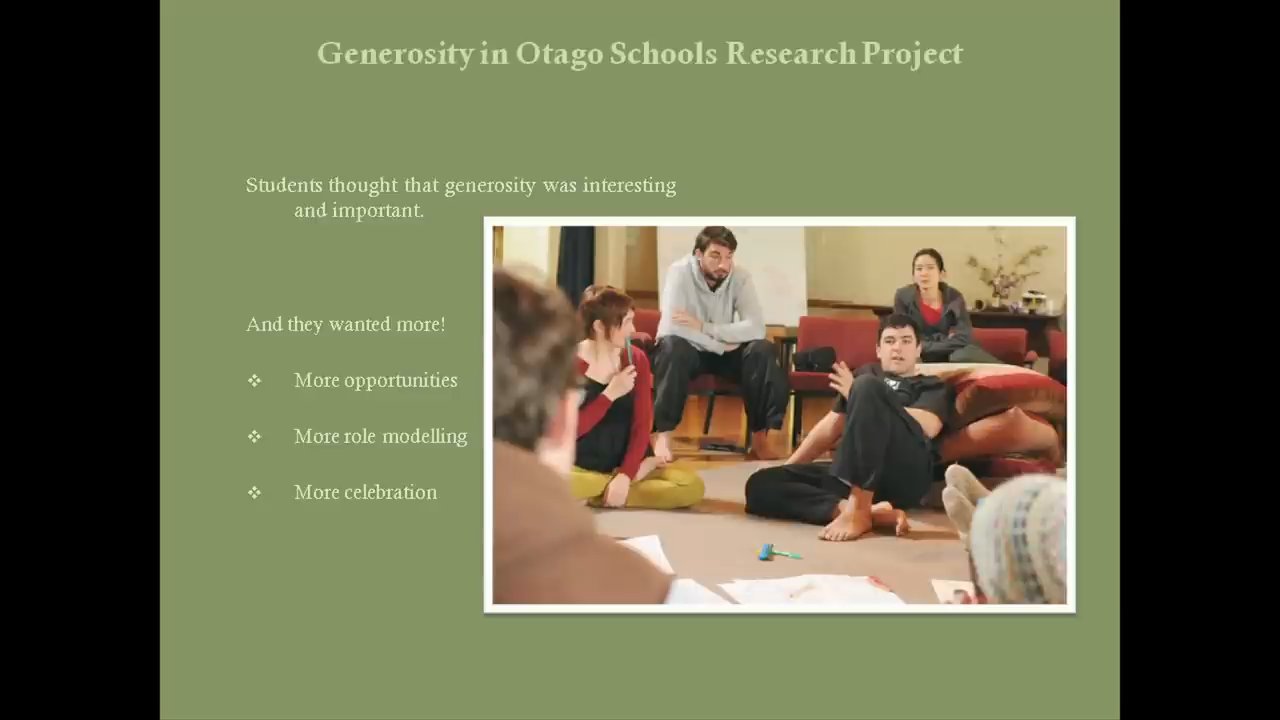 Generosity in Otago Schools Research Project
Students thought that generosity was interesting
and important.
And they wanted more!
❖ More opportunities
❖ More role modelling
❖ More celebration